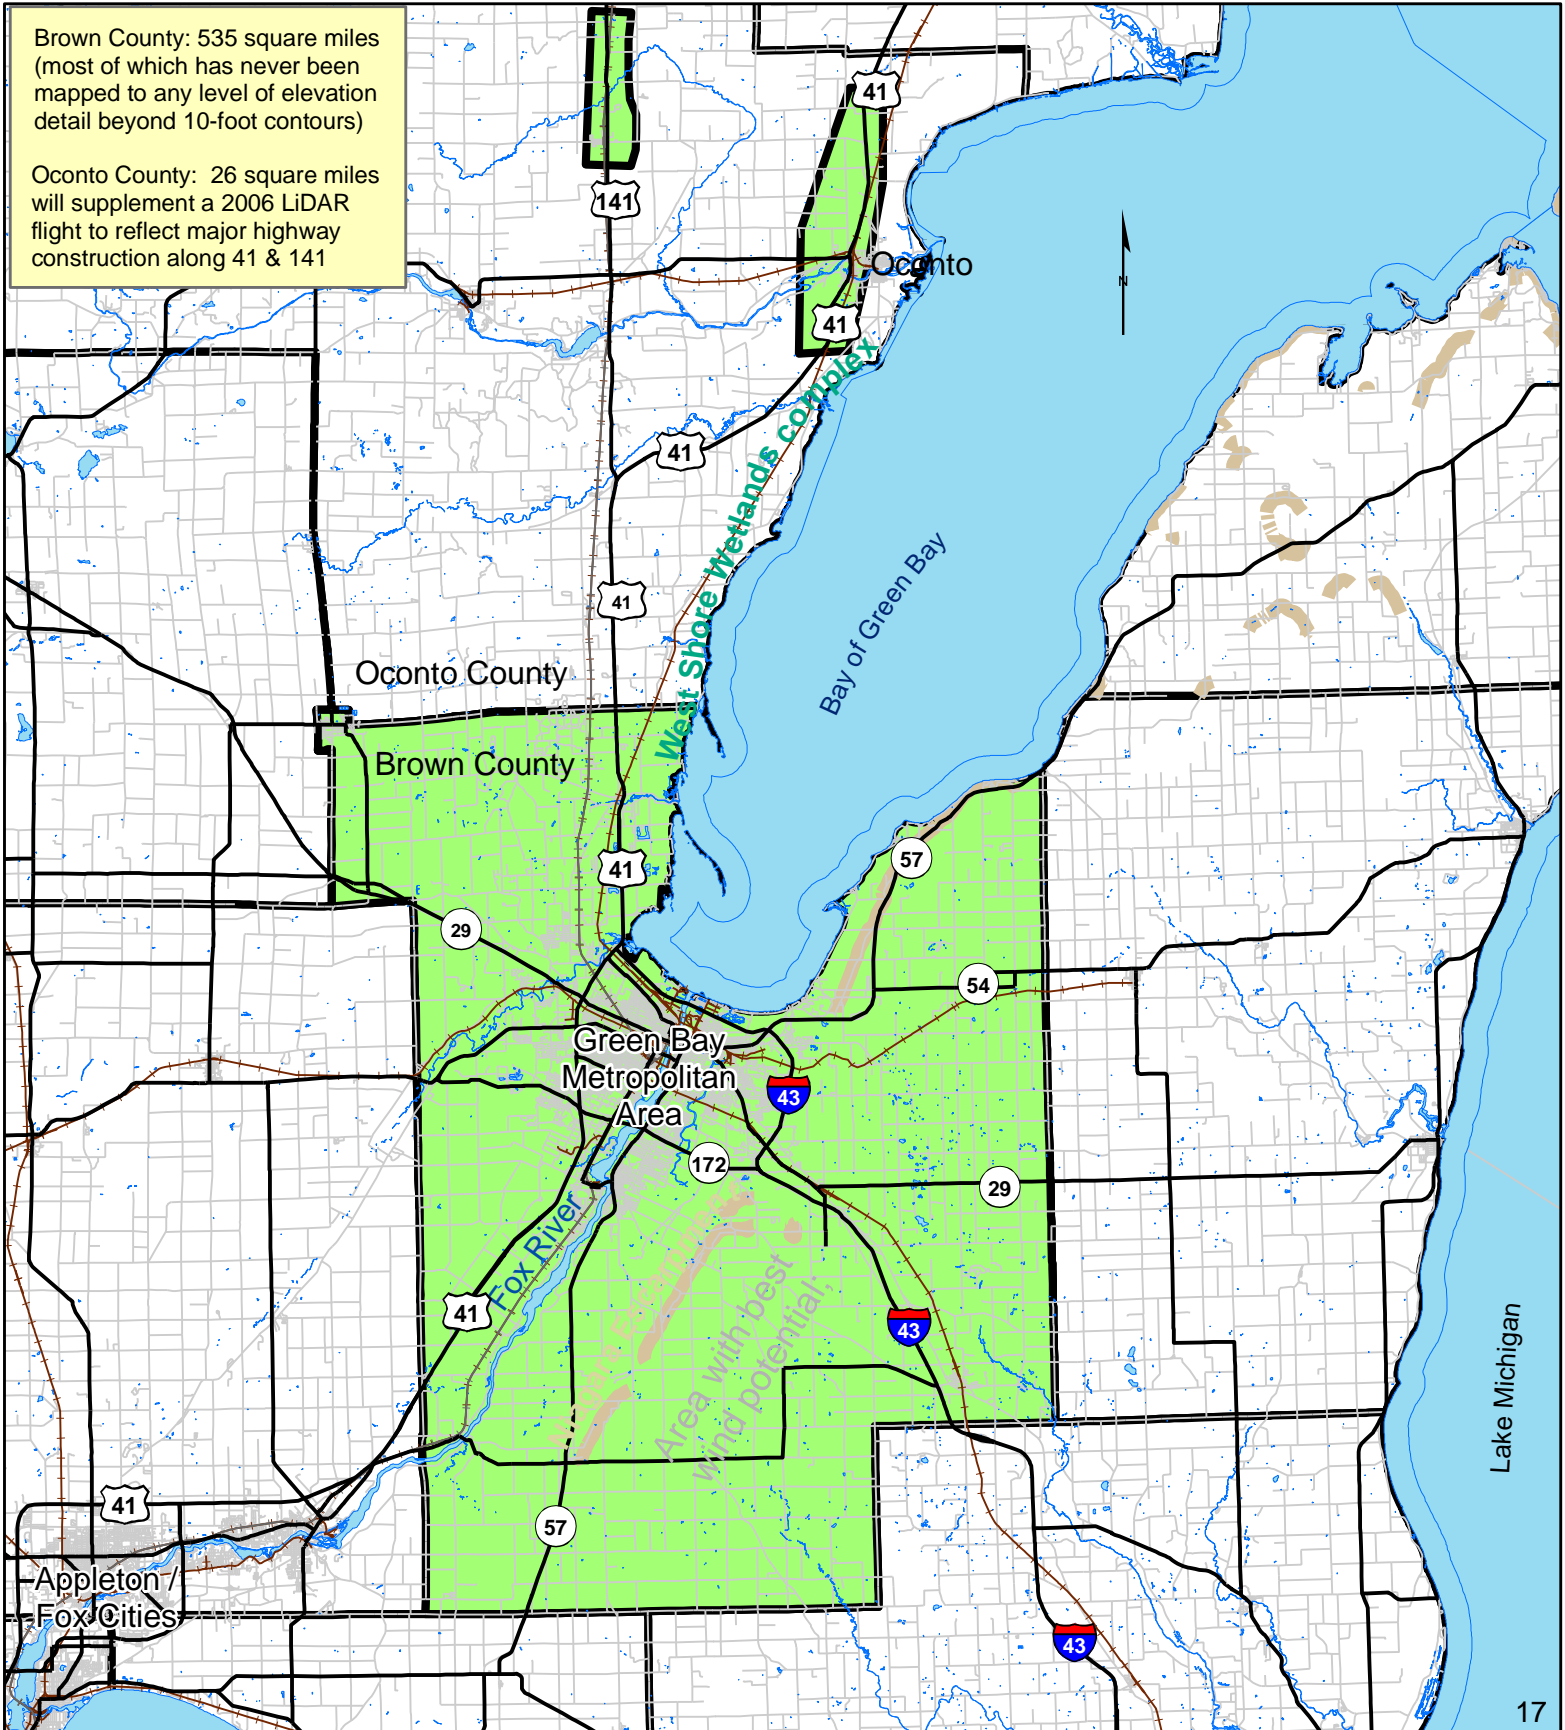 Brown County: 535 square miles
(most of which has never been
mapped to any level of elevation
detail beyond 10-foot contours)
Oconto County: 26 square miles
will supplement a 2006 LiDAR
flight to reflect major highway
construction along 41 & 141
41
141
Oconto
N
41
41
West Shore Wetlands complex
41
Bay of Green Bay
Oconto County
Brown County
41
57
29
54
Green Bay
Metropolitan
Area
43
172
29
Fox River
Niagara Escarpment
Area with best
wind potential;
41
43
Lake Michigan
41
57
Appleton /
Fox Cities
43
17